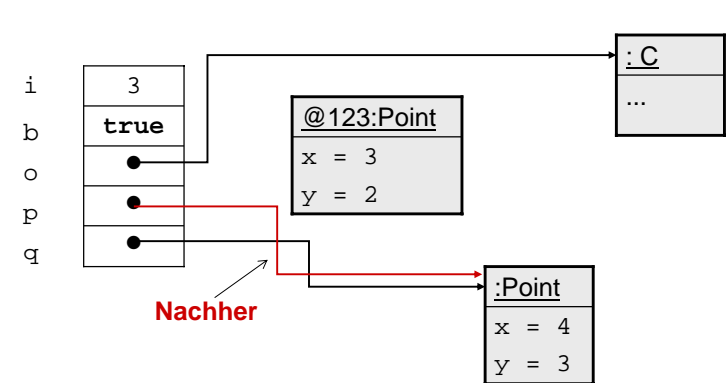 i
3
b
true
o
p
q
@123:Point
x = 3
y = 2
: C
...
Nachher
:Point
x = 4
y = 3